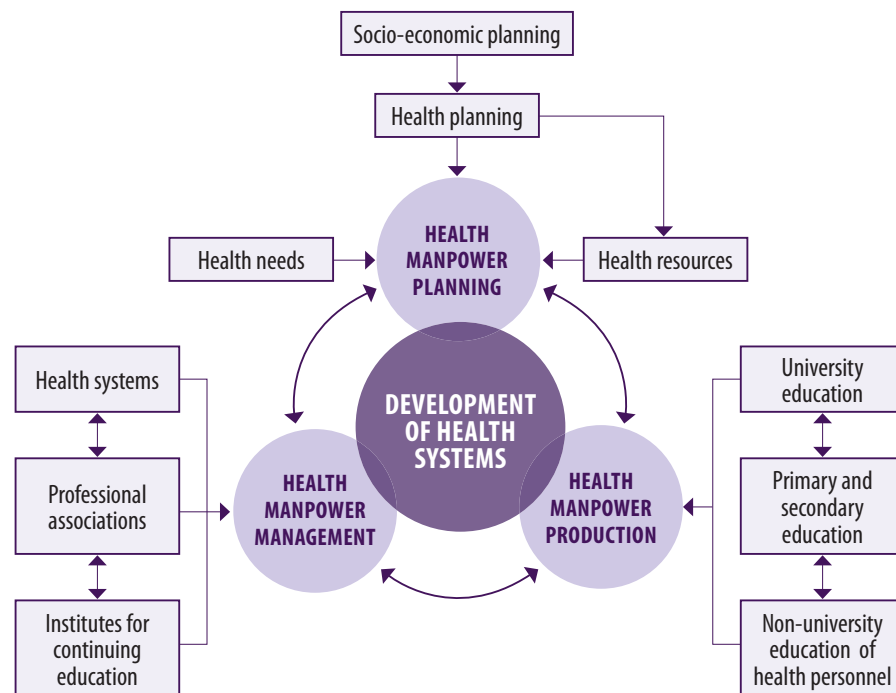 Socio-economic planning
Health planning
HEALTH
MANPOWER
PLANNING
Health needs
Health resources
Health systems
University
education
DEVELOPMENT
OF HEALTH
SYSTEMS
Professional
associations
HEALTH
MANPOWER
MANAGEMENT
HEALTH
MANPOWER
PRODUCTION
Primary and
secondary
education
Institutes for
continuing
education
Non-university
education of
health personnel